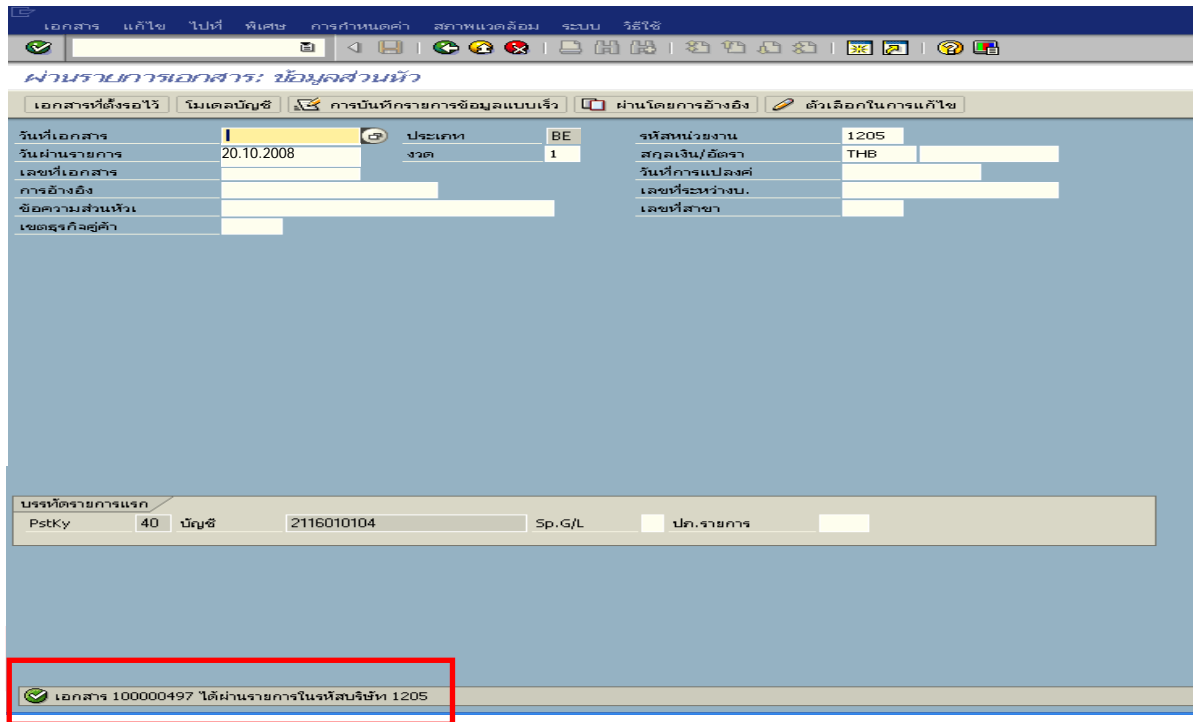 เอกสาร แก้ไข ไปที่ พิเศษ การกำหนดค่า สภาพแวดล้อม ระบบ วิธีใช้
ผ่านรายการเอกสาร: ข้อมูลส่วนหัว
เอกสารที่ตั้งรอไว้ โมเดลบัญชี การบันทึกรายการข้อมูลแบบเร็ว ผ่านโดยการอ้างอิง ตัวเลือกในการแก้ไข
วันที่เอกสาร ประเภท BE รหัสหน่วยงาน 1205
วันผ่านรายการ 20.10.2008 งวด 1 สกุลเงิน/อัตรา THB
เลขที่เอกสาร วันที่การแปลงค่
การอ้างอิง เลขที่ระหว่างบ.
ข้อความส่วนหัวเ เลขที่สาขา
เขตธุรกิจคู่ค้า
บรรทัดรายการแรก
PstKy 40 บัญชี 2116010104 Sp.G/L ปภ.รายการ
เอกสาร 100000497 ได้ผ่านรายการในรหัสบริษัท 1205